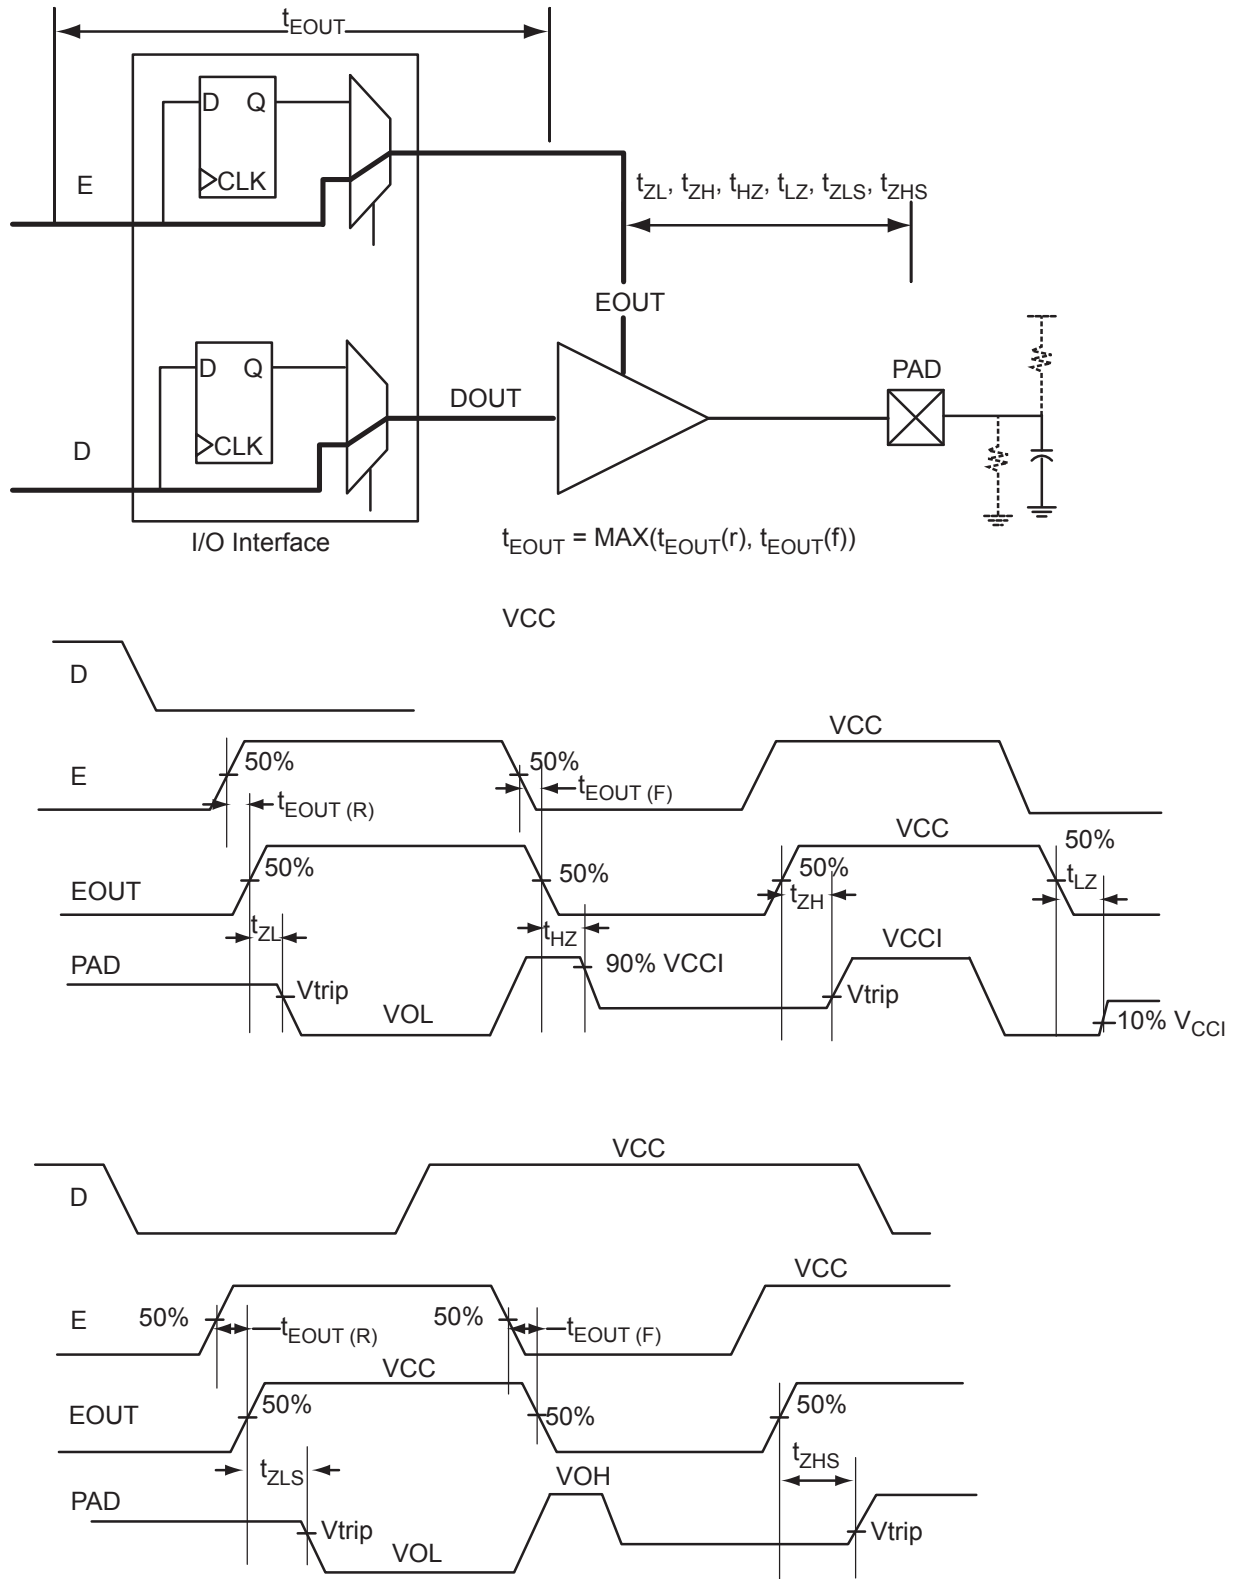 tEOUT
D Q
CLK
E
tZL, tZH, tHZ, tLZ, tZLS, tZHS
EOUT
D Q
CLK
DOUT
PAD
D
I/O Interface
tEOUT = MAX(tEOUT(r), tEOUT(f))
VCC
D
VCC
E
50%
50%
tEOUT (R)
tEOUT (F)
VCC
50%
EOUT
50%
50%
50%
tZL
tHZ
tZH
tLZ
PAD
VCCI
90% VCCI
Vtrip
Vtrip
VOL
10% VCCI
VCC
D
VCC
E
50%
50%
tEOUT (R)
tEOUT (F)
VCC
EOUT
50%
50%
50%
tZLS
tZHS
VOH
PAD
Vtrip
Vtrip
VOL